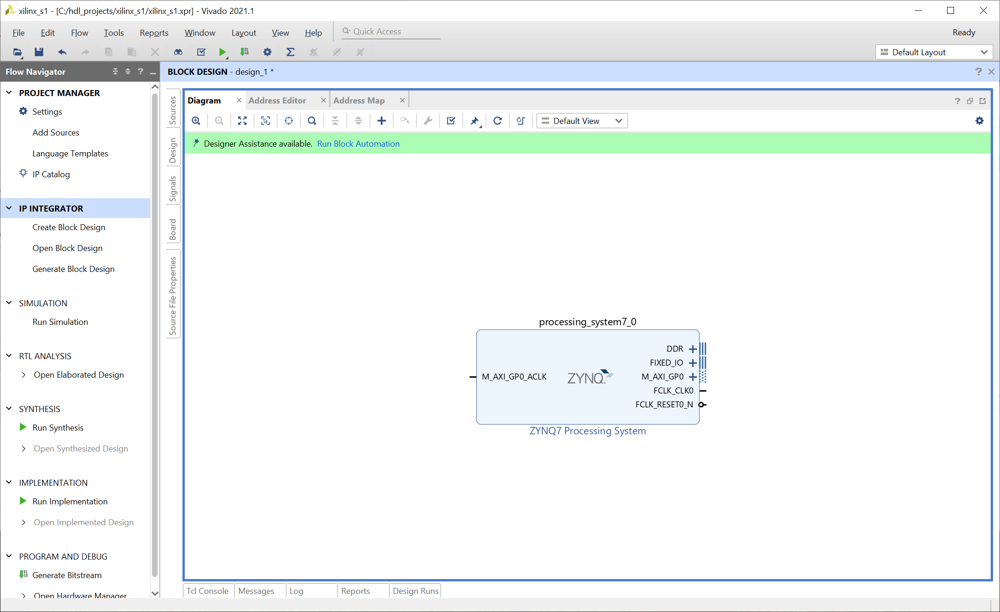 xilinx_s1 - [C:/hdl_projects/xilinx_s1/xilinx_s1.xpr] - Vivado 2021.1
File Edit Flow Tools Reports Window Layout View Help Quick Access Ready
Default Layout
Flow Navigator
BLOCK DESIGN - design_1 *
PROJECT MANAGER
Settings
Add Sources
Language Templates
IP Catalog
IP INTEGRATOR
Create Block Design
Open Block Design
Generate Block Design
SIMULATION
Run Simulation
RTL ANALYSIS
Open Elaborated Design
SYNTHESIS
Run Synthesis
Open Synthesized Design
IMPLEMENTATION
Run Implementation
Open Implemented Design
PROGRAM AND DEBUG
Generate Bitstream
Open Hardware Manager
Sources
Design
Signals
Board
Source File Properties
Diagram Address Editor Address Map
Default View
Designer Assistance available. Run Block Automation
processing_system7_0
DDR
FIXED_IO
M_AXI_GP0_ACLK ZYNQ M_AXI_GP0
FCLK_CLK0
FCLK_RESET0_N
ZYNQ7 Processing System
Tcl Console Messages Log Reports Design Runs